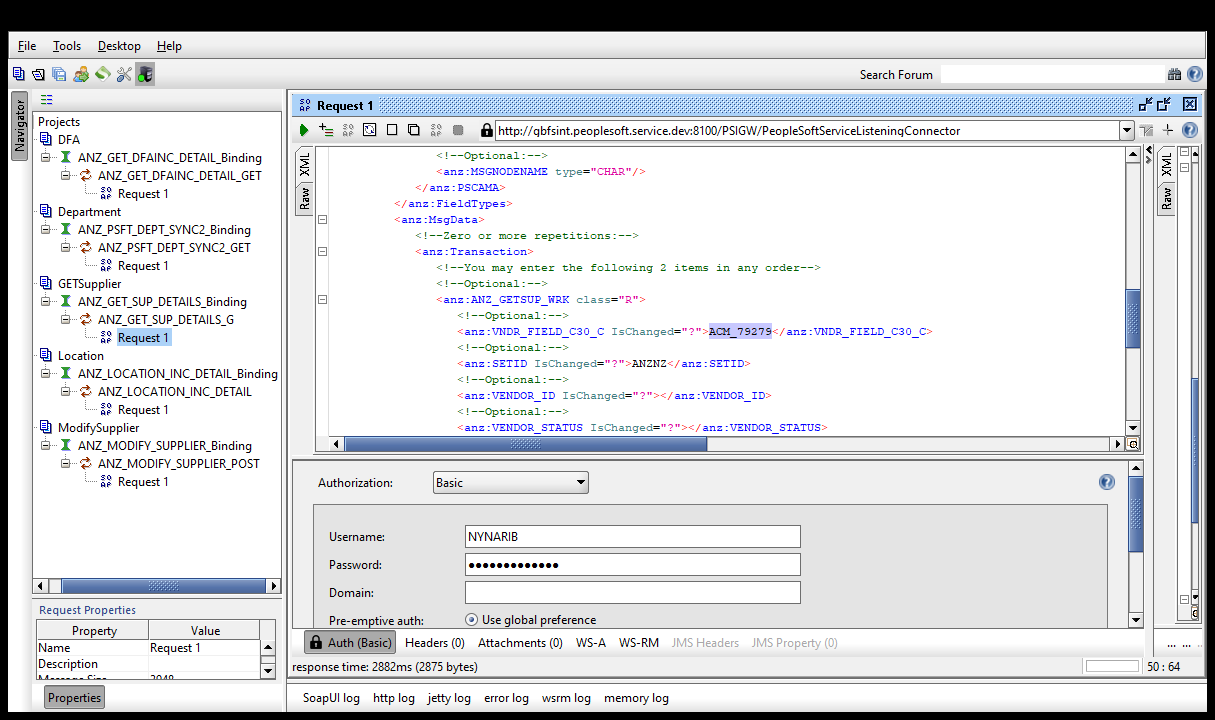 File Tools Desktop Help
Search Forum
Navigator
Projects
DFA
ANZ_GET_DFAINC_DETAIL_Binding
ANZ_GET_DFAINC_DETAIL_GET
Request 1
Department
ANZ_PSFT_DEPT_SYNC2_Binding
ANZ_PSFT_DEPT_SYNC2_GET
Request 1
GETSupplier
ANZ_GET_SUP_DETAILS_Binding
ANZ_GET_SUP_DETAILS_G
Request 1
Location
ANZ_LOCATION_INC_DETAIL_Binding
ANZ_LOCATION_INC_DETAIL
Request 1
ModifySupplier
ANZ_MODIFY_SUPPLIER_Binding
ANZ_MODIFY_SUPPLIER_POST
Request 1
Request Properties
Property Value
Name Request 1
Description
Message Size 2048
Properties
Request 1
http://qbfsint.peoplesoft.service.dev:8100/PSIGW/PeopleSoftServiceListeningConnector
XML
Raw
<!--Optional:-->
<anz:MSGNODENAME type="CHAR"/>
</anz:PSCAMA>
</anz:FieldTypes>
<anz:MsgData>
<!--Zero or more repetitions:-->
<anz:Transaction>
<!--You may enter the following 2 items in any order-->
<!--Optional:-->
<anz:ANZ_GETSUP_WRK class="R">
<!--Optional:-->
<anz:VNDR_FIELD_C30_C IsChanged="?">ACM_79279</anz:VNDR_FIELD_C30_C>
<!--Optional:-->
<anz:SETID IsChanged="?">ANZNZ</anz:SETID>
<!--Optional:-->
<anz:VENDOR_ID IsChanged="?"></anz:VENDOR_ID>
<!--Optional:-->
<anz:VENDOR_STATUS IsChanged="?"></anz:VENDOR_STATUS>
XML
Raw
Authorization: Basic
Username: NYNARIB
Password: •••••••••••••
Domain:
Pre-emptive auth: Use global preference
Auth (Basic) Headers (0) Attachments (0) WS-A WS-RM JMS Headers JMS Property (0)
... ...
response time: 2882ms (2875 bytes)
50 : 64
SoapUI log http log jetty log error log wsrm log memory log